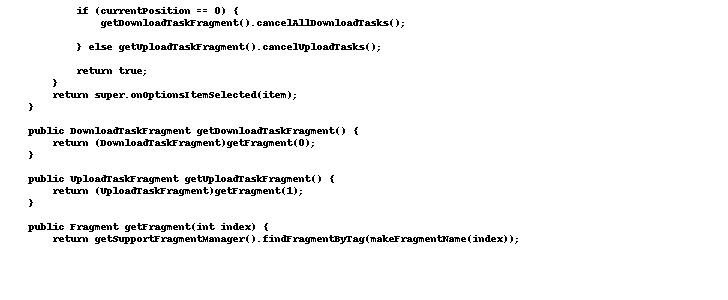 if (currentPosition == 0) {
getDownloadTaskFragment().cancelAllDownloadTasks();
} else getUploadTaskFragment().cancelUploadTasks();
return true;
}
return super.onOptionsItemSelected(item);
}
public DownloadTaskFragment getDownloadTaskFragment() {
return (DownloadTaskFragment)getFragment(0);
}
public UploadTaskFragment getUploadTaskFragment() {
return (UploadTaskFragment)getFragment(1);
}
public Fragment getFragment(int index) {
return getSupportFragmentManager().findFragmentByTag(makeFragmentName(index));